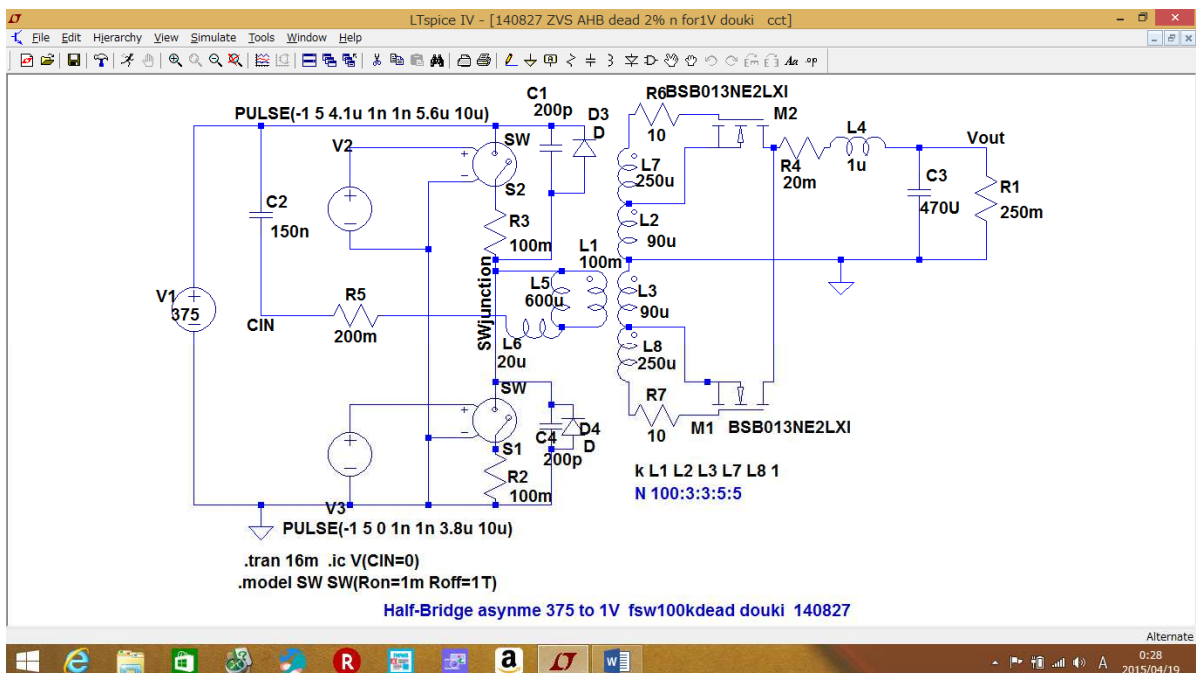 LTspice IV - [140827 ZVS AHB dead 2% n for1V douki cct]
File Edit Hierarchy View Simulate Tools Window Help
PULSE(-1 5 4.1u 1n 1n 5.6u 10u)
C1
200p
D3
D
R6
BSB013NE2LXI
10
M2
V2
SW
S2
L7
250u
R4
20m
L4
1u
Vout
C3
470U
R1
250m
C2
150n
R3
100m
L2
90u
L1
100m
SWjunction
L5
600u
V1
375
CIN
R5
200m
L6
20u
L3
90u
L8
250u
SW
S1
C4
200p
D4
D
R7
10
M1
BSB013NE2LXI
R2
100m
V3
PULSE(-1 5 0 1n 1n 3.8u 10u)
k L1 L2 L3 L7 L8 1
N 100:3:3:5:5
.tran 16m .ic V(CIN=0)
.model SW SW(Ron=1m Roff=1T)
Half-Bridge asynme 375 to 1V fsw100kdead douki 140827
Alternate
A
0:28
2015/04/19